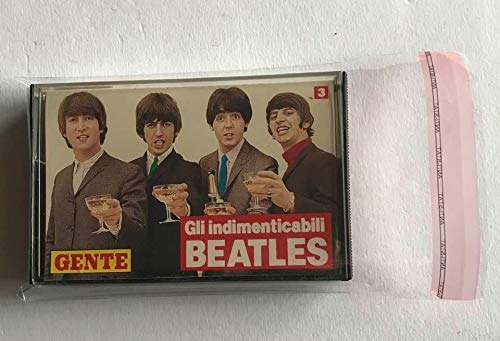 3
GENTE
Gli indimenticabili
BEATLES